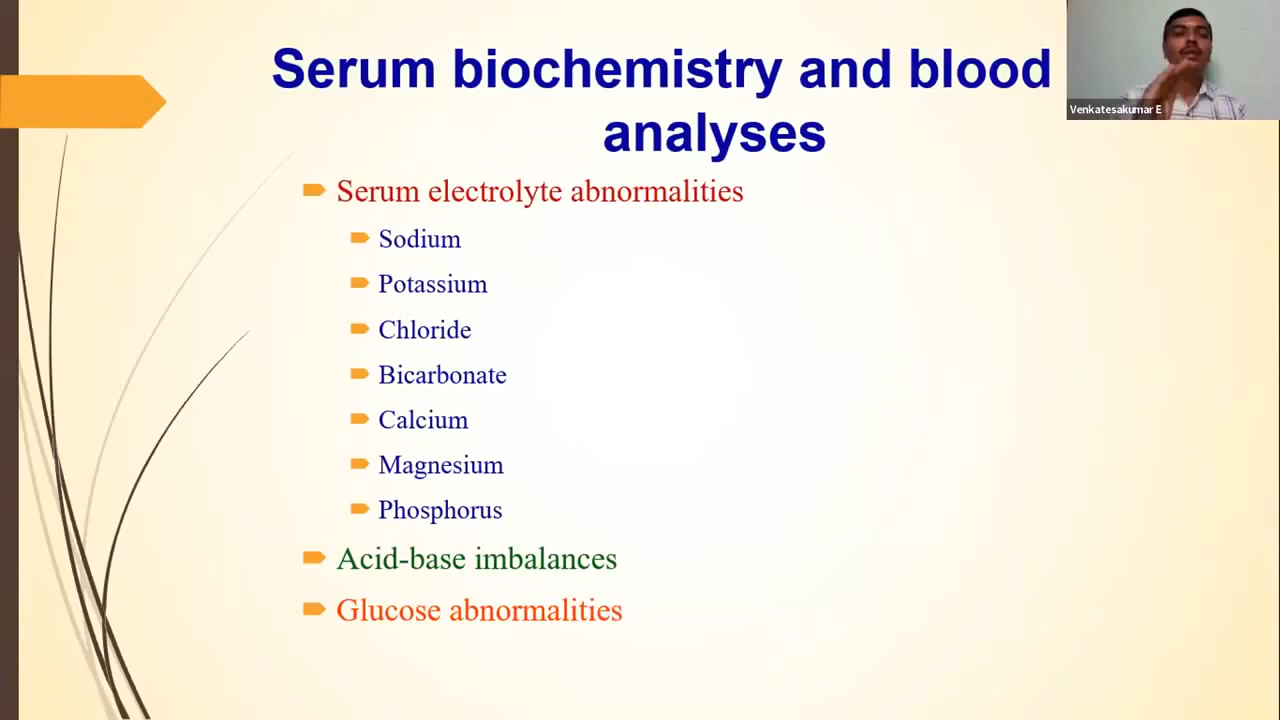 Serum biochemistry and blood
analyses
Venkatesakumar E
Serum electrolyte abnormalities
Sodium
Potassium
Chloride
Bicarbonate
Calcium
Magnesium
Phosphorus
Acid-base imbalances
Glucose abnormalities